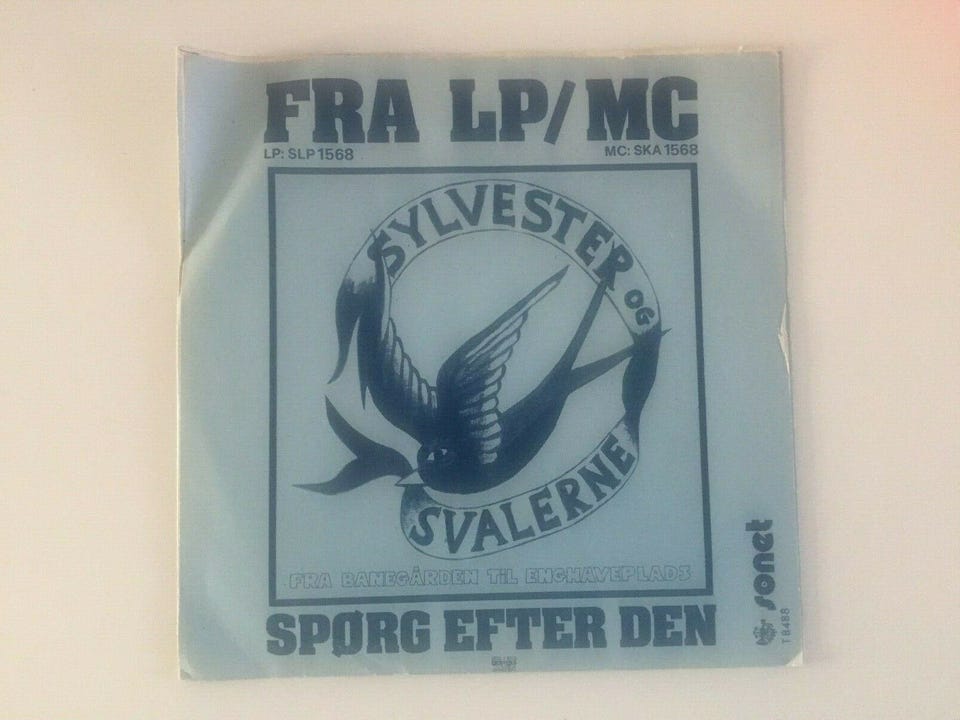 FRA LP/MC
LP: SLP 1568 MC: SKA 1568
SYLVESTER OG
SVALERNE
FRA BANEGÅRDEN TIL ENGHAVEPLADS
SPØRG EFTER DEN
sonet
T 8488